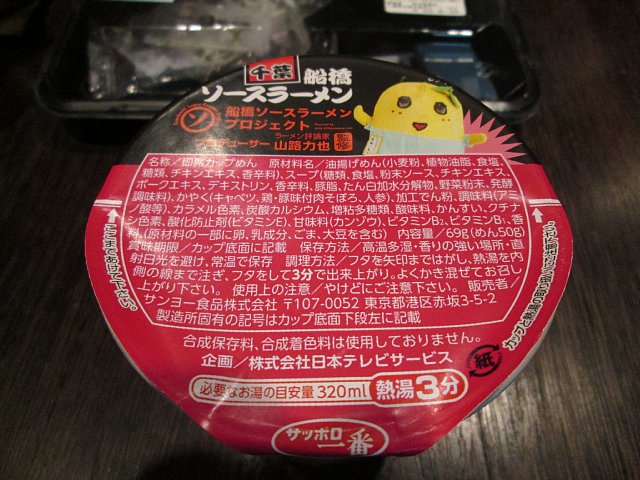 千葉 船橋
ソースラーメン
船橋ソースラーメン
プロジェクト
ラーメン評論家
プロデューサー 山路力也 監修
名称/即席カップめん 原材料名/油揚げめん(小麦粉、植物油脂、食塩、
糖類、チキンエキス、香辛料)、スープ(糖類、食塩、粉末ソース、チキンエキス、
ポークエキス、デキストリン、香辛料、豚脂、たん白加水分解物、野菜粉末、発酵
調味料)、かやく(キャベツ、鶏・豚味付肉そぼろ、人参)、加工でん粉、調味料(アミ
ノ酸等)、カラメル色素、炭酸カルシウム、増粘多糖類、酸味料、かんすい、クチナ
シ色素、酸化防止剤(ビタミンE)、甘味料(カンゾウ)、ビタミンB₂、ビタミンB₁、香
料、(原材料の一部に卵、乳成分、ごま、大豆を含む) 内容量/69g(めん50g)
賞味期限/カップ底面に記載 保存方法/高温多湿・香りの強い場所・直
射日光を避け、常温で保存 調理方法/フタを矢印まではがし、熱湯を内
側の線まで注ぎ、フタをして3分で出来上がり。よくかき混ぜてお召し
上がり下さい。 使用上の注意/やけどにご注意下さい。 販売者/
サンヨー食品株式会社 〒107-0052 東京都港区赤坂3-5-2
製造所固有の記号はカップ底面下段左に記載
ここまであけて下さい。
合成保存料、合成着色料は使用しておりません。
企画/株式会社日本テレビサービス
紙
必要なお湯の目安量 320ml 熱湯3分
サッポロ
一番